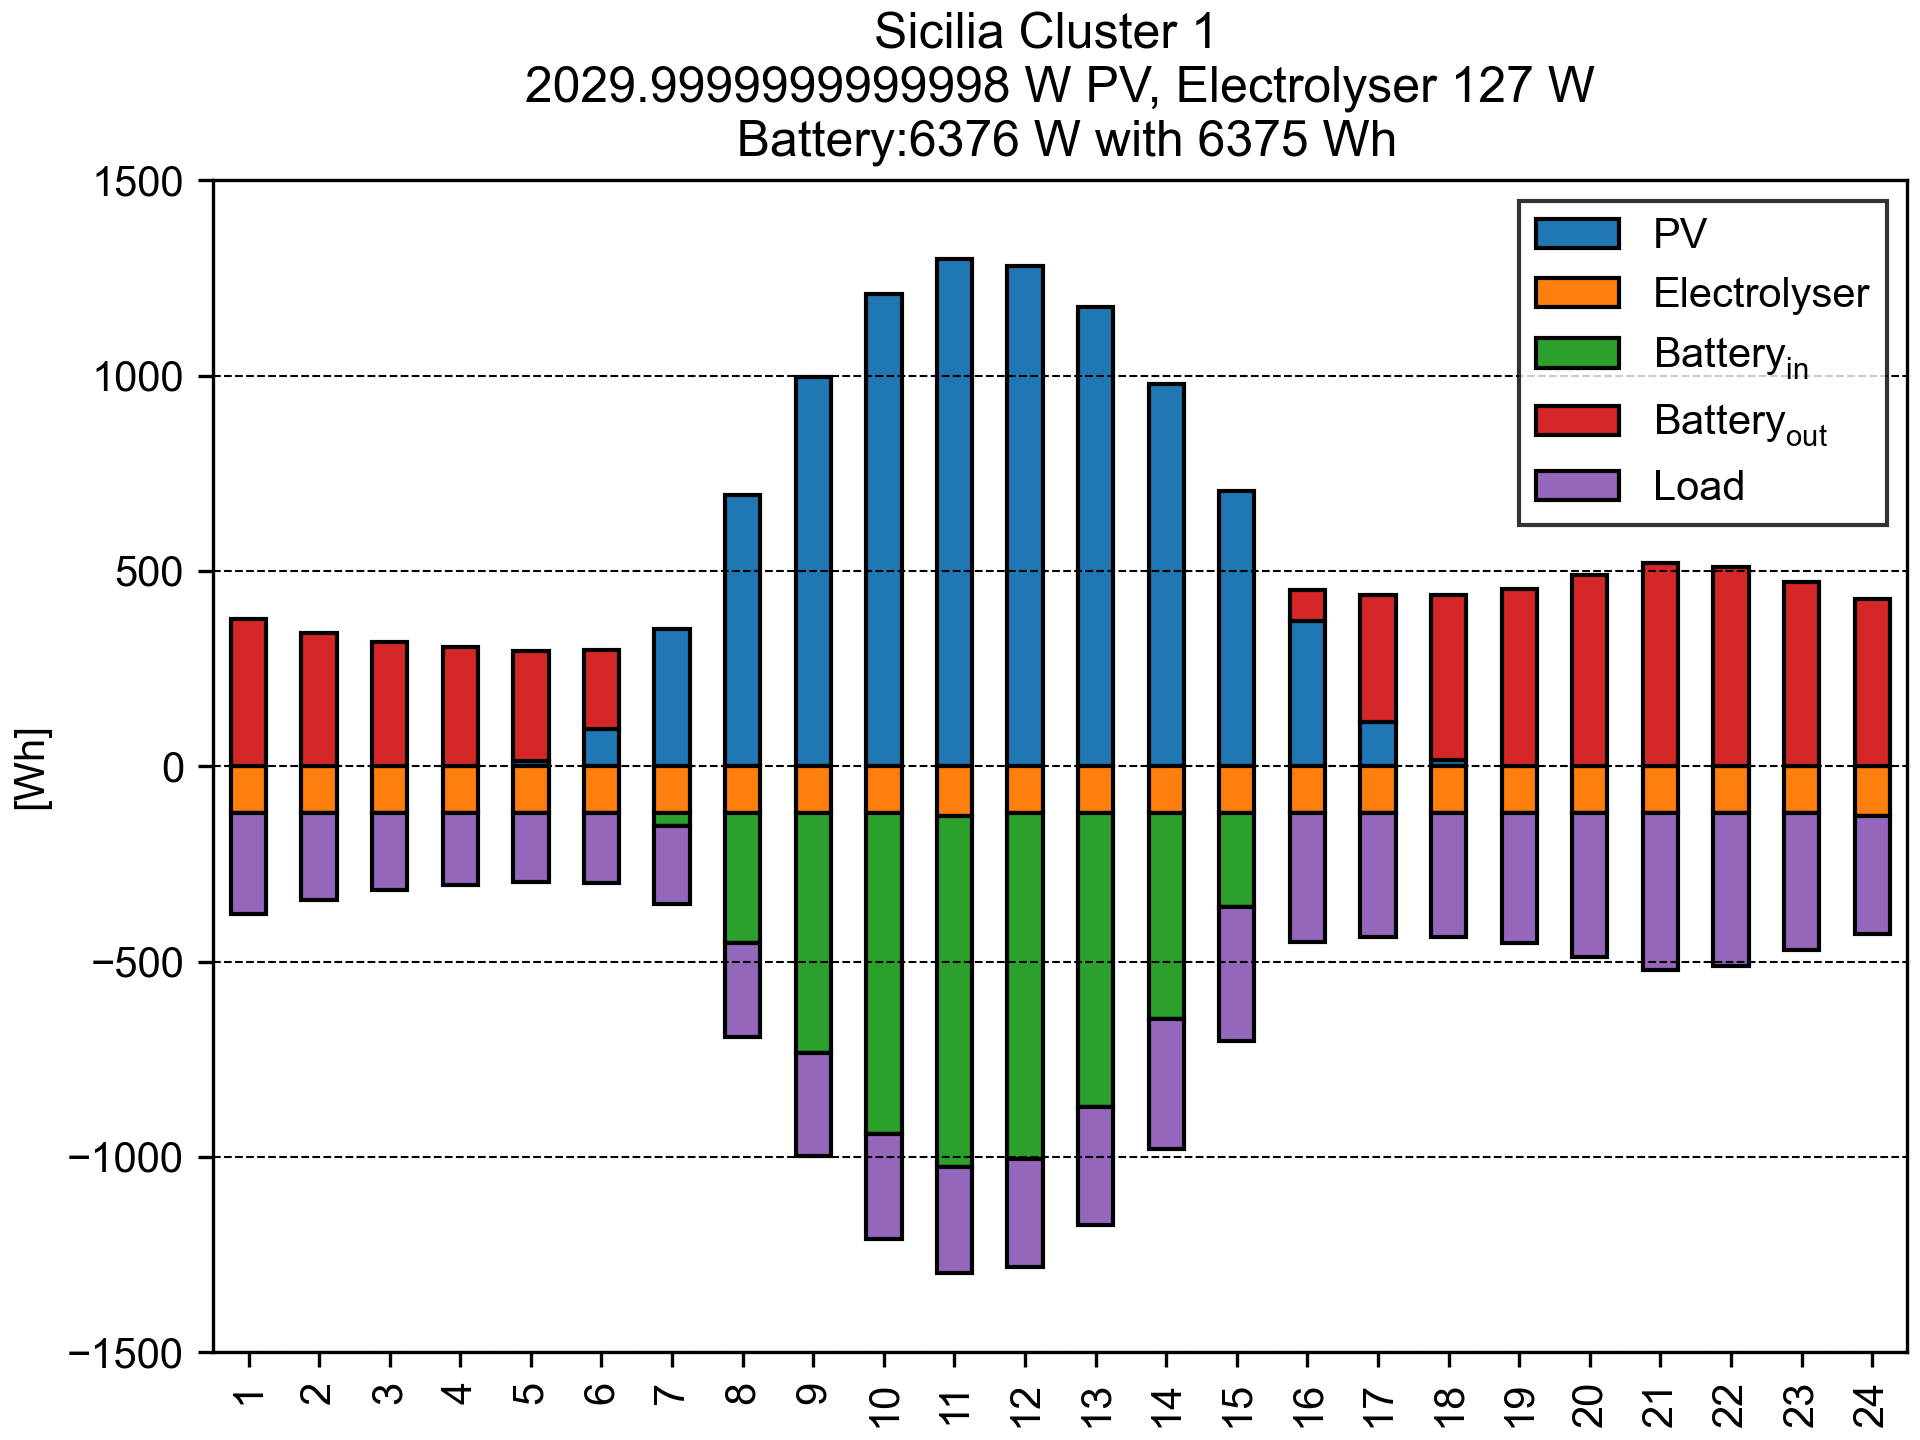 Sicilia Cluster 1
2029.9999999999998 W PV, Electrolyser 127 W
Battery:6376 W with 6375 Wh
1500
1000
500
0
−500
−1000
−1500
[Wh]
PV
Electrolyser
Battery_in
Battery_out
Load
1 2 3 4 5 6 7 8 9 10 11 12 13 14 15 16 17 18 19 20 21 22 23 24